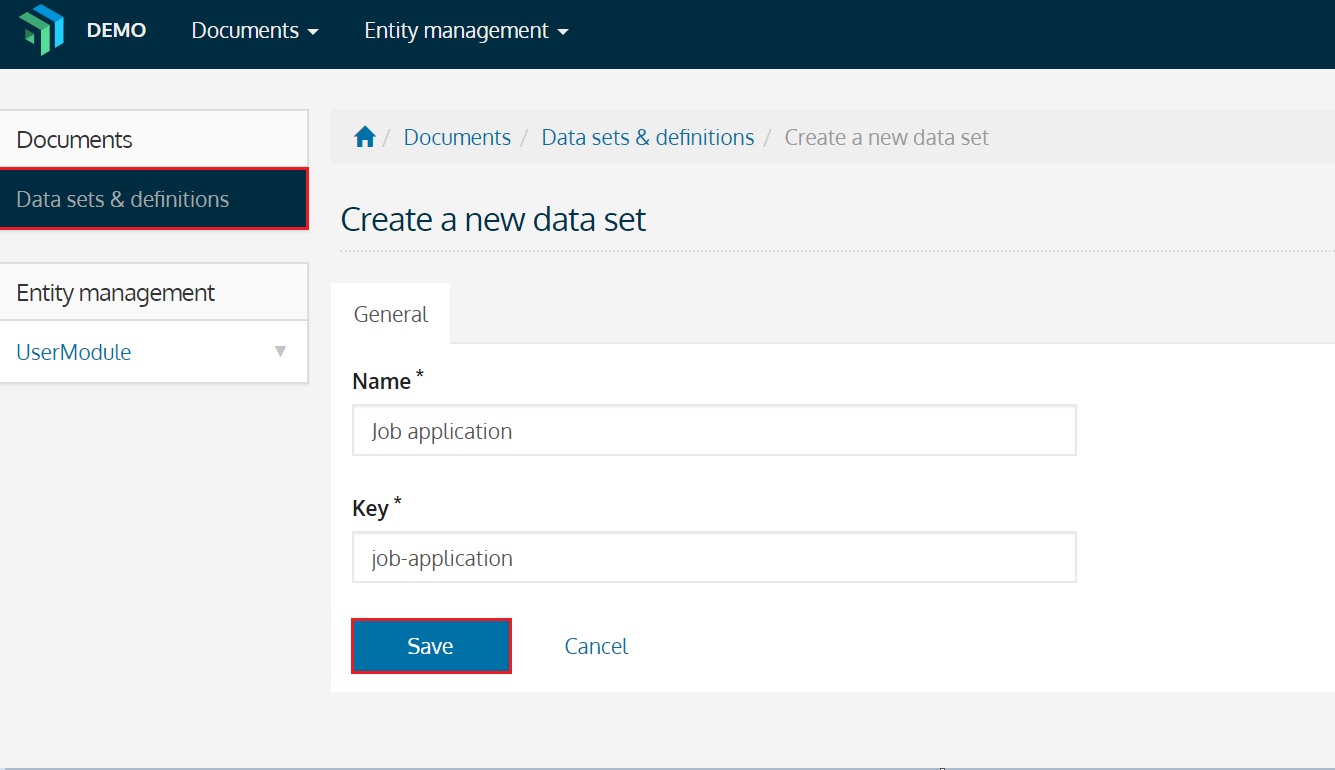 DEMO Documents Entity management
Documents
Data sets & definitions
Entity management
UserModule
/ Documents / Data sets & definitions / Create a new data set
Create a new data set
General
Name *
Job application
Key *
job-application
Save Cancel